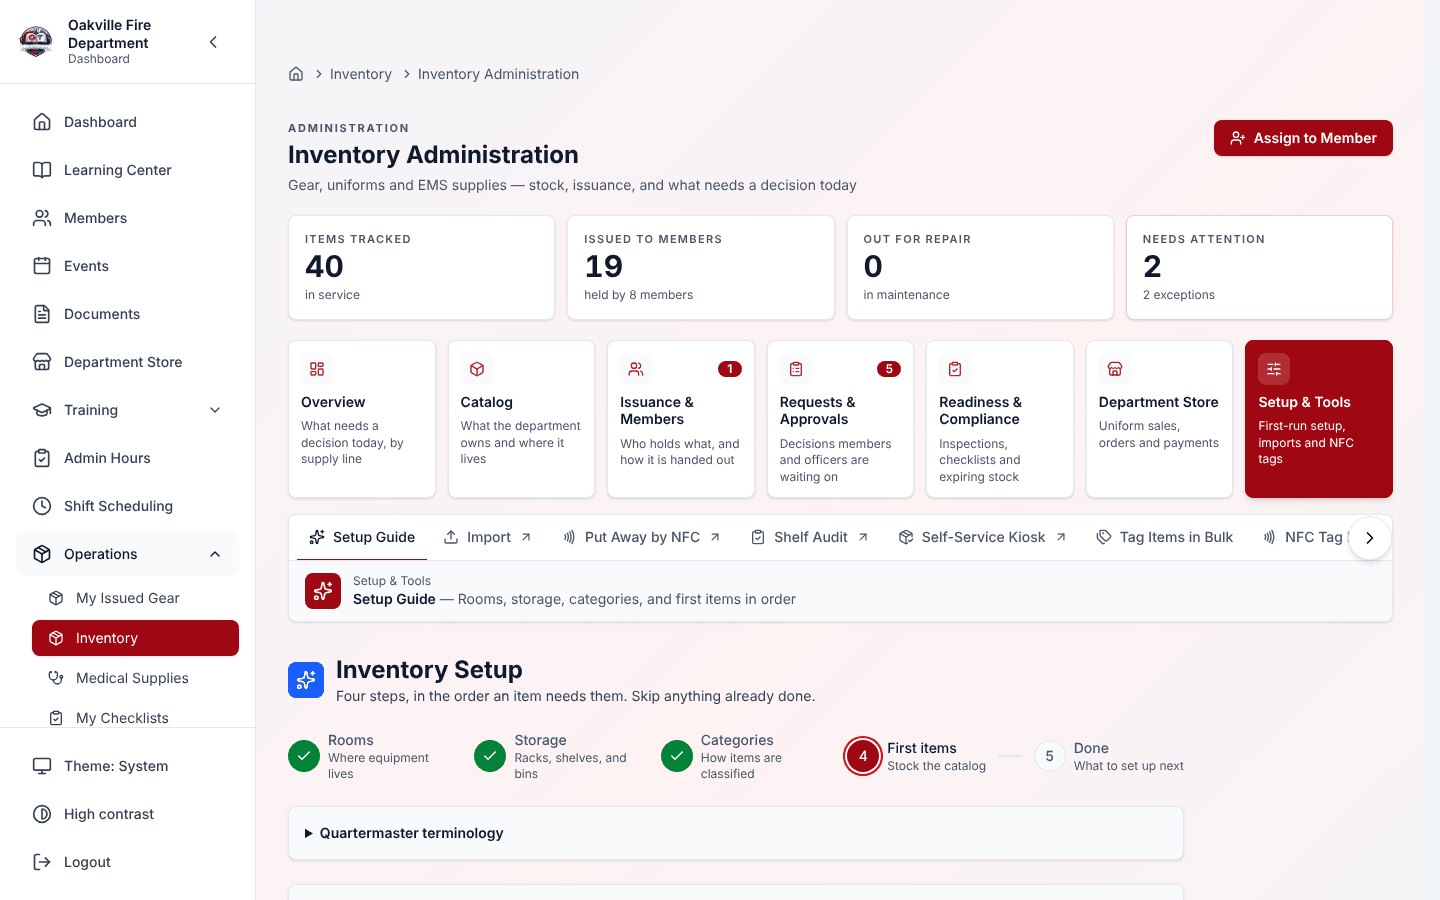 Oakville Fire
Department
Dashboard
Dashboard
Learning Center
Members
Events
Documents
Department Store
Training
Admin Hours
Shift Scheduling
Operations
My Issued Gear
Inventory
Medical Supplies
My Checklists
Theme: System
High contrast
Logout
Inventory
Inventory Administration
ADMINISTRATION
Inventory Administration
Gear, uniforms and EMS supplies — stock, issuance, and what needs a decision today
Assign to Member
ITEMS TRACKED
40
in service
ISSUED TO MEMBERS
19
held by 8 members
OUT FOR REPAIR
0
in maintenance
NEEDS ATTENTION
2
2 exceptions
Overview
What needs a
decision today, by
supply line
Catalog
What the department
owns and where it
lives
1
Issuance &
Members
Who holds what, and
how it is handed out
5
Requests &
Approvals
Decisions members
and officers are
waiting on
Readiness &
Compliance
Inspections,
checklists and
expiring stock
Department Store
Uniform sales,
orders and payments
Setup & Tools
First-run setup,
imports and NFC
tags
Setup Guide
Import
Put Away by NFC
Shelf Audit
Self-Service Kiosk
Tag Items in Bulk
NFC Tag
Setup & Tools
Setup Guide — Rooms, storage, categories, and first items in order
Inventory Setup
Four steps, in the order an item needs them. Skip anything already done.
Rooms
Where equipment
lives
Storage
Racks, shelves, and
bins
Categories
How items are
classified
4
First items
Stock the catalog
5
Done
What to set up next
Quartermaster terminology